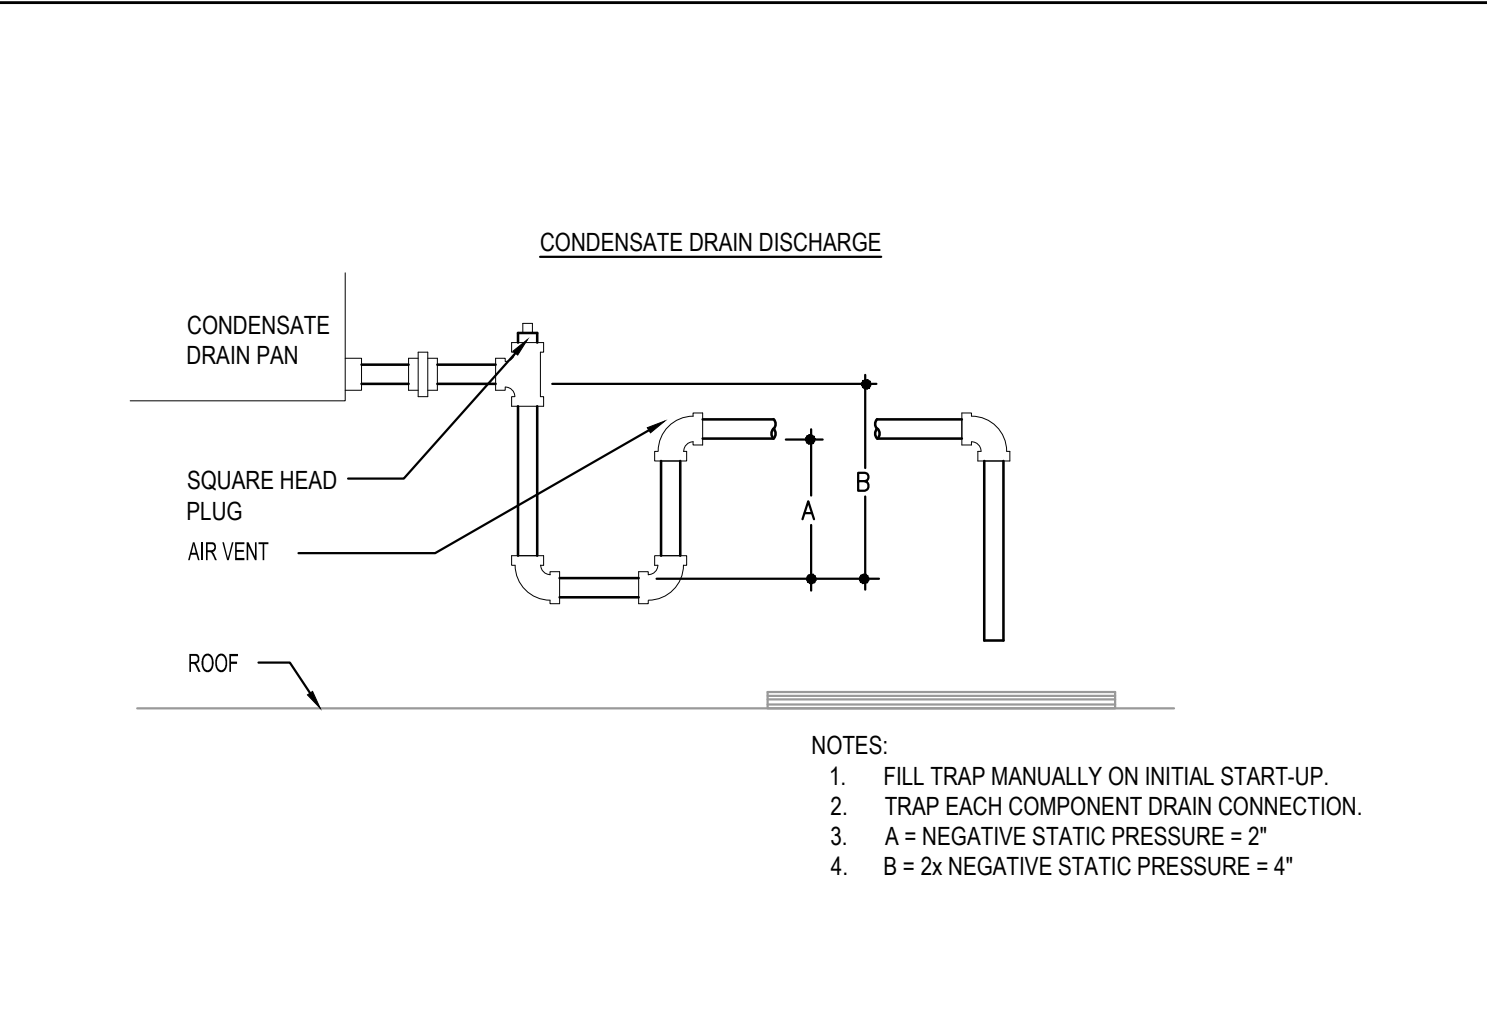 CONDENSATE DRAIN DISCHARGE
CONDENSATE
DRAIN PAN
SQUARE HEAD
PLUG
AIR VENT
B
A
ROOF
NOTES:
1. FILL TRAP MANUALLY ON INITIAL START-UP.
2. TRAP EACH COMPONENT DRAIN CONNECTION.
3. A = NEGATIVE STATIC PRESSURE = 2"
4. B = 2x NEGATIVE STATIC PRESSURE = 4"